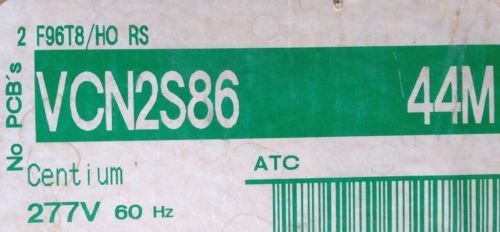 2 F96T8/HO RS
No PCB's
VCN2S86 44M
Centium
ATC
277V 60 Hz